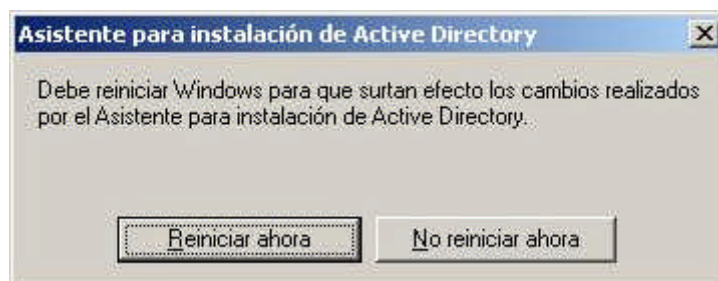 Asistente para instalación de Active Directory
Debe reiniciar Windows para que surtan efecto los cambios realizados
por el Asistente para instalación de Active Directory.
Reiniciar ahora
No reiniciar ahora